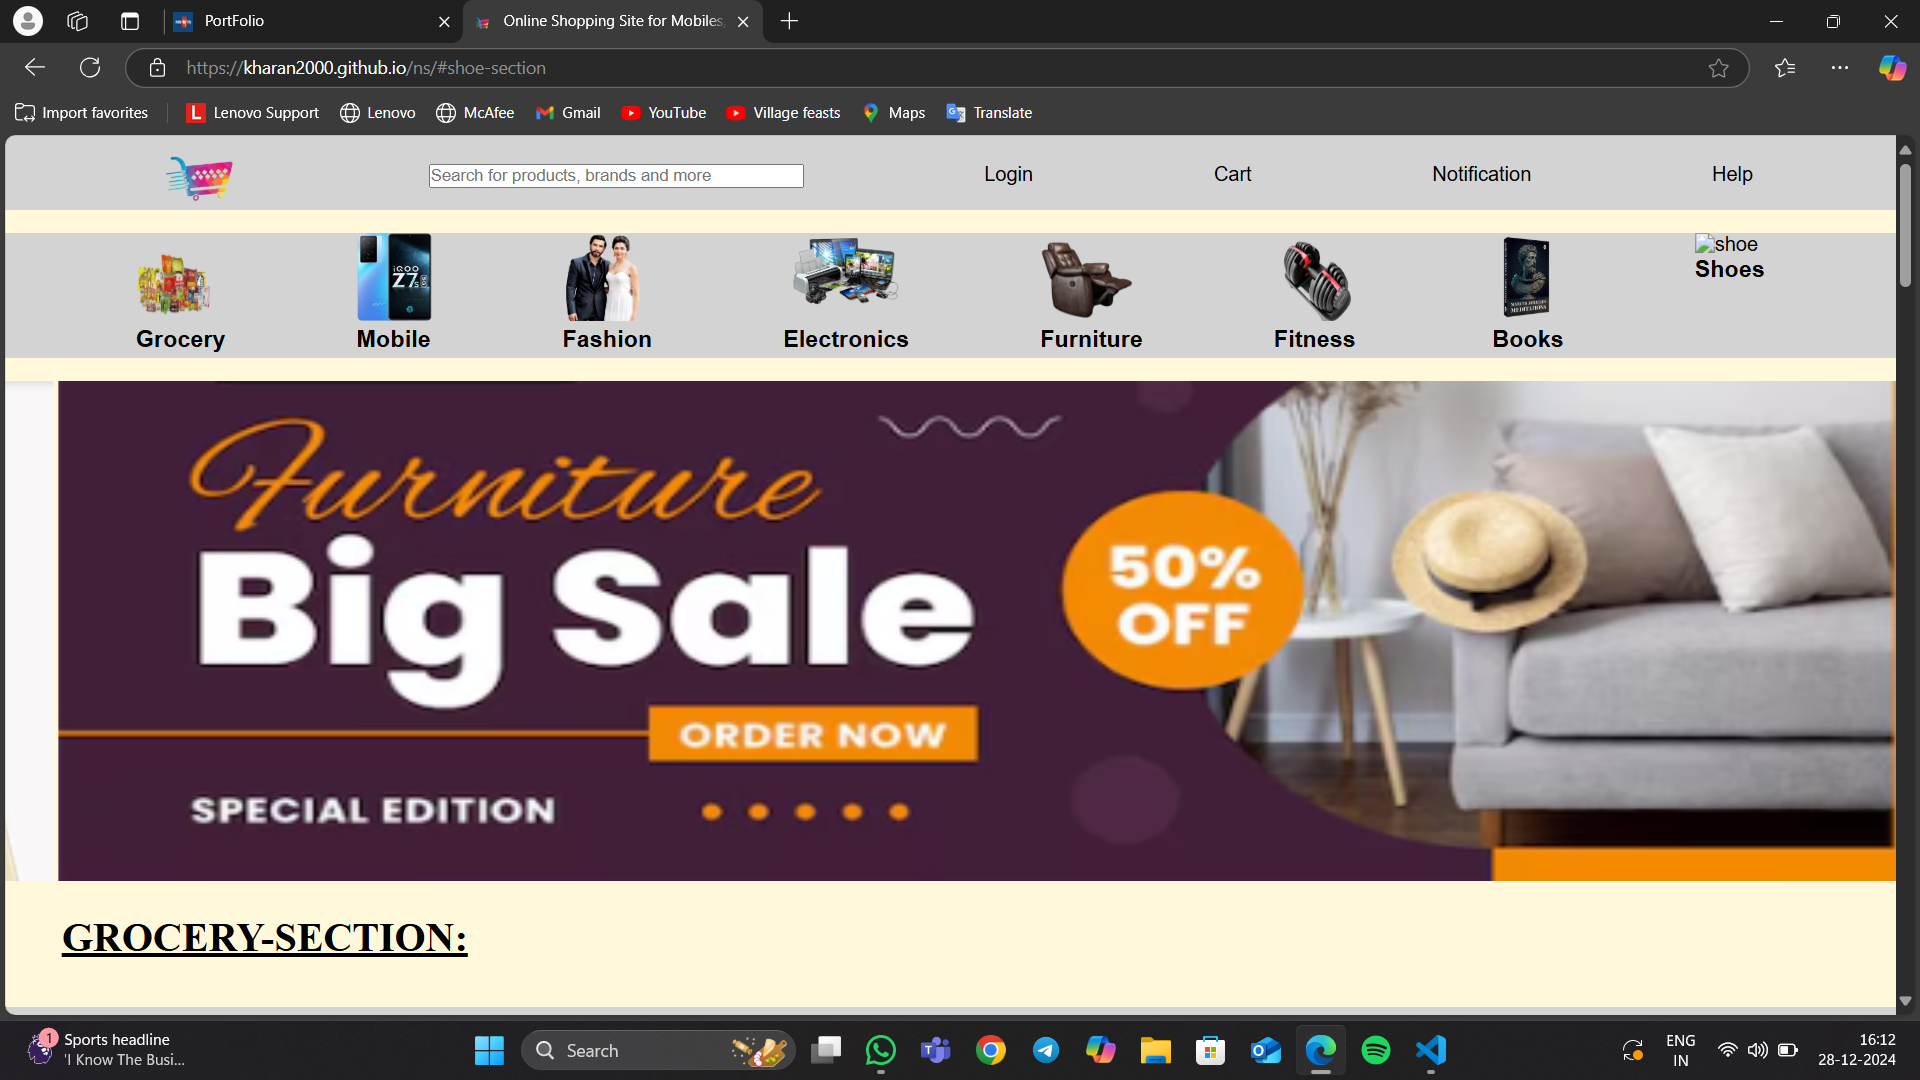 PortFolio
Online Shopping Site for Mobiles,
https://kharan2000.github.io/ns/#shoe-section
Import favorites
Lenovo Support
Lenovo
McAfee
Gmail
YouTube
Village feasts
Maps
Translate
Search for products, brands and more
Login
Cart
Notification
Help
iQOO
Z7s
shoe
Grocery
Mobile
Fashion
Electronics
Furniture
Fitness
Books
Shoes
MEDITATIONS
Furniture
Big Sale
50%
OFF
ORDER NOW
SPECIAL EDITION
GROCERY-SECTION:
1
Sports headline
'I Know The Busi...
Search
ENG
IN
16:12
28-12-2024